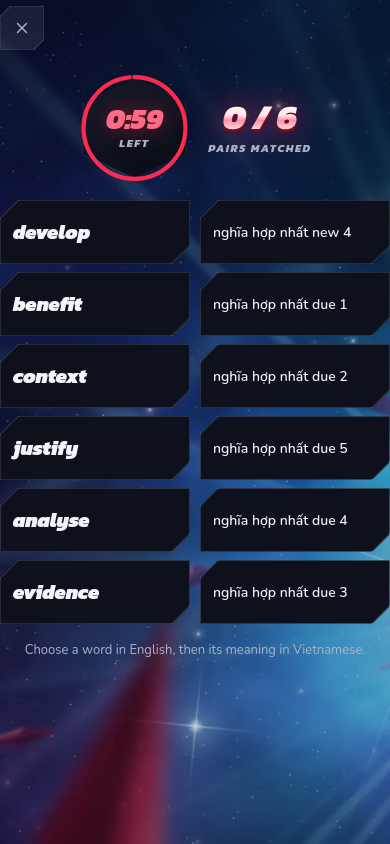 ×
0:59
LEFT
0 / 6
PAIRS MATCHED
develop
nghĩa hợp nhất new 4
benefit
nghĩa hợp nhất due 1
context
nghĩa hợp nhất due 2
justify
nghĩa hợp nhất due 5
analyse
nghĩa hợp nhất due 4
evidence
nghĩa hợp nhất due 3
Choose a word in English, then its meaning in Vietnamese.